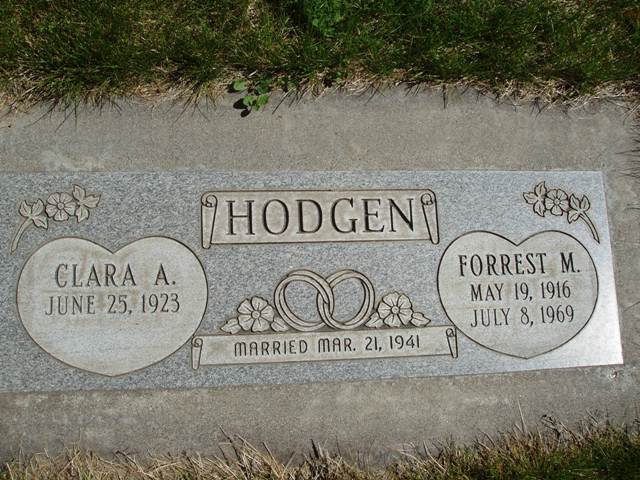 HODGEN
CLARA A.
JUNE 25, 1923
FORREST M.
MAY 19, 1916
JULY 8, 1969
MARRIED MAR. 21, 1941